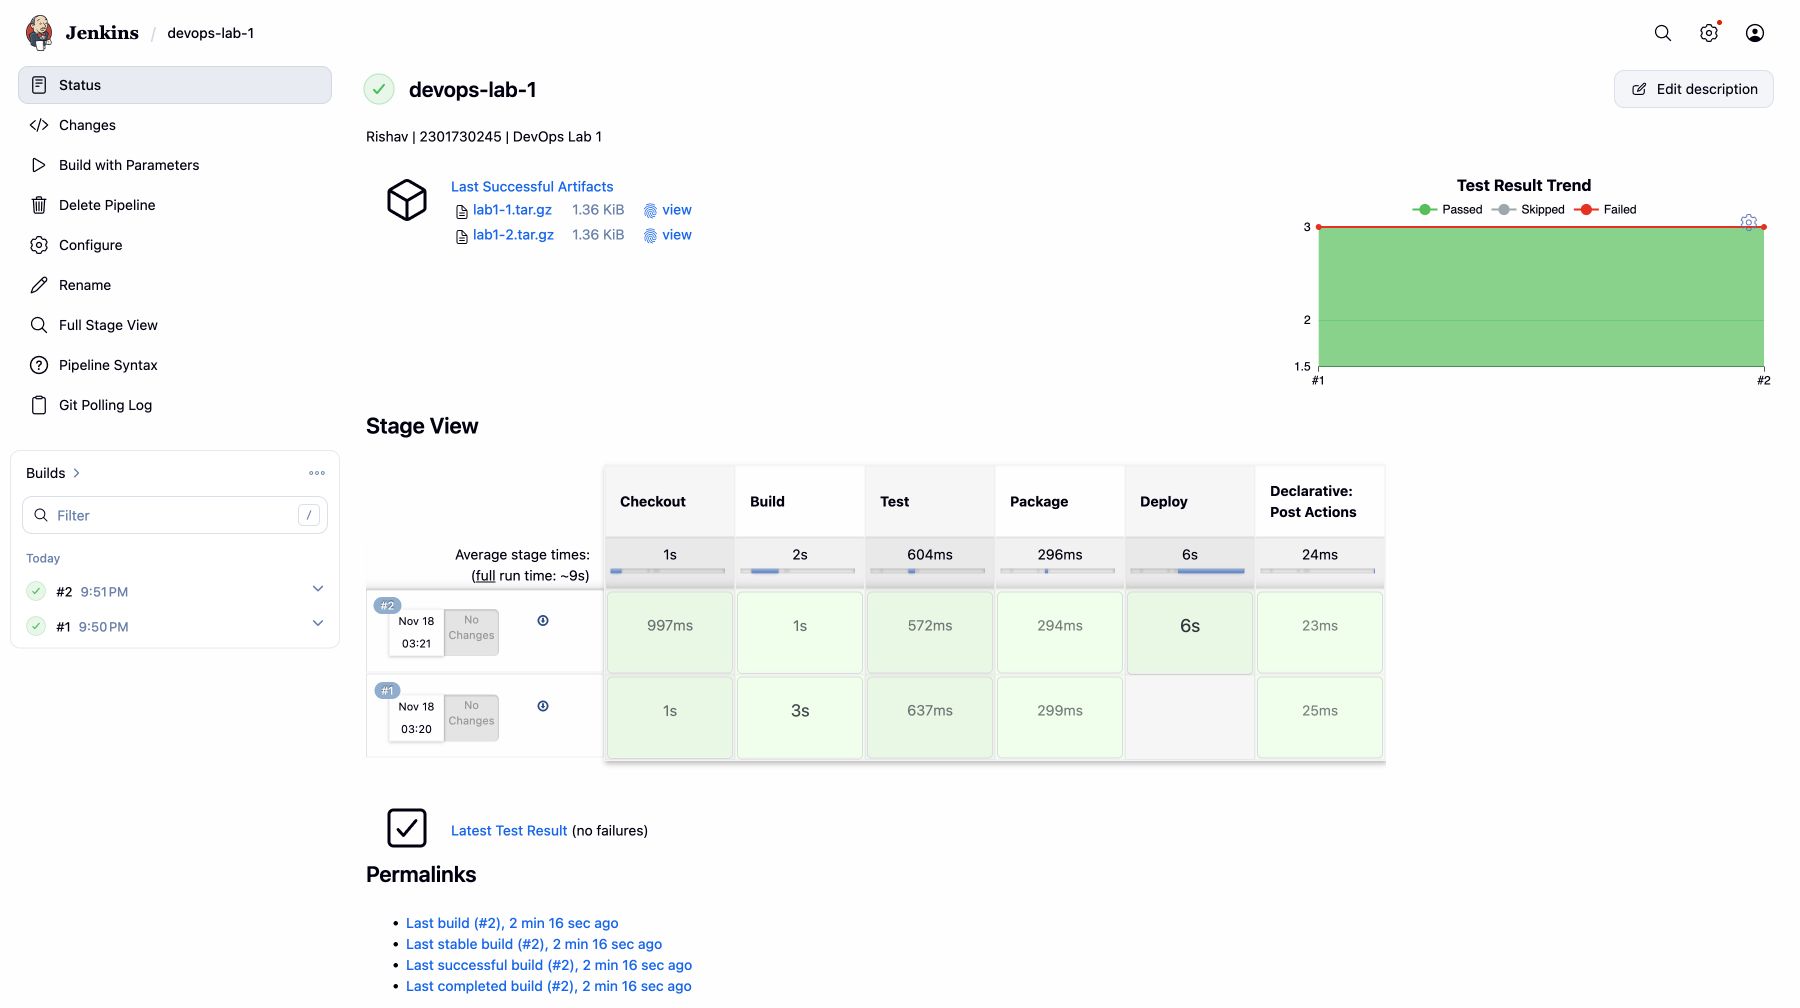 Jenkins / devops-lab-1
Status
Changes
Build with Parameters
Delete Pipeline
Configure
Rename
Full Stage View
Pipeline Syntax
Git Polling Log
Builds
Filter /
Today
#2 9:51 PM
#1 9:50 PM
devops-lab-1
Edit description
Rishav | 2301730245 | DevOps Lab 1
Last Successful Artifacts
lab1-1.tar.gz 1.36 KiB view
lab1-2.tar.gz 1.36 KiB view
Test Result Trend
Passed Skipped Failed
3
2
1.5
#1 #2
Stage View
Checkout Build Test Package Deploy Declarative:
Post Actions
Average stage times: 1s 2s 604ms 296ms 6s 24ms
(full run time: ~9s)
#2
Nov 18 No
Changes
03:21
997ms 1s 572ms 294ms 6s 23ms
#1
Nov 18 No
Changes
03:20
1s 3s 637ms 299ms 25ms
Latest Test Result (no failures)
Permalinks
Last build (#2), 2 min 16 sec ago
Last stable build (#2), 2 min 16 sec ago
Last successful build (#2), 2 min 16 sec ago
Last completed build (#2), 2 min 16 sec ago